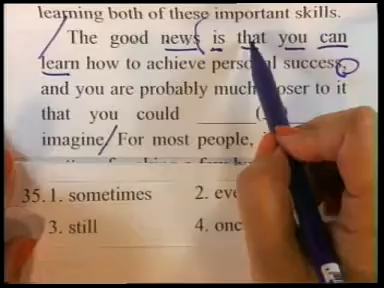 learning both of these important skills.
The good news is that you can
learn how to achieve personal success,
and you are probably much closer to it
that you could ______ (
imagine. For most people,
35. 1. sometimes 2. eve
3. still 4. onc